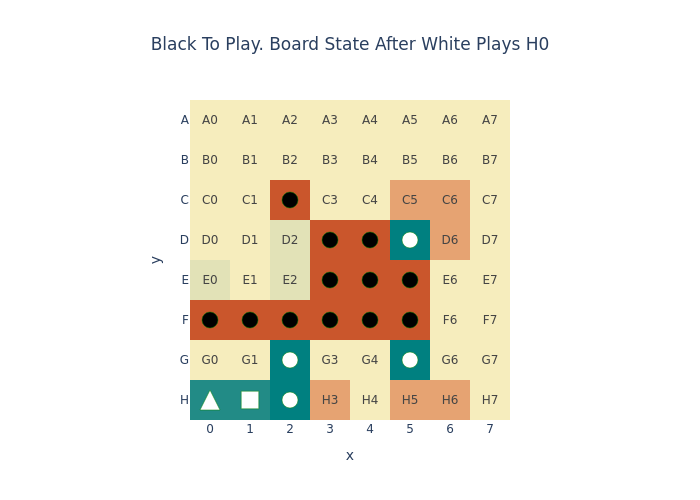 Black To Play. Board State After White Plays H0
A A0 A1 A2 A3 A4 A5 A6 A7
B B0 B1 B2 B3 B4 B5 B6 B7
C C0 C1 C3 C4 C5 C6 C7
D D0 D1 D2 D6 D7
y
E E0 E1 E2 E6 E7
F F6 F7
G G0 G1 G3 G4 G6 G7
H H3 H4 H5 H6 H7
0 1 2 3 4 5 6 7
x